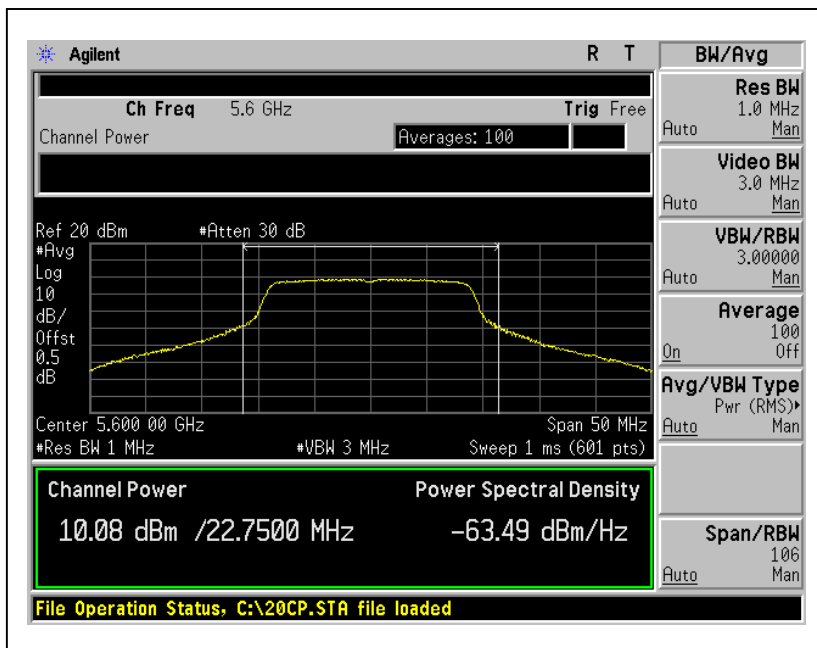 Agilent R T
Ch Freq 5.6 GHz Trig Free
Channel Power Averages: 100
Ref 20 dBm #Atten 30 dB
#Avg
Log
10
dB/
Offst
0.5
dB
Center 5.600 00 GHz Span 50 MHz
#Res BW 1 MHz #VBW 3 MHz Sweep 1 ms (601 pts)
Channel Power Power Spectral Density
10.08 dBm /22.7500 MHz -63.49 dBm/Hz
File Operation Status, C:\20CP.STA file loaded
BW/Avg
Res BW
1.0 MHz
Auto Man
Video BW
3.0 MHz
Auto Man
VBW/RBW
3.00000
Auto Man
Average
100
On Off
Avg/VBW Type
Pwr (RMS)▸
Auto Man
Span/RBW
106
Auto Man